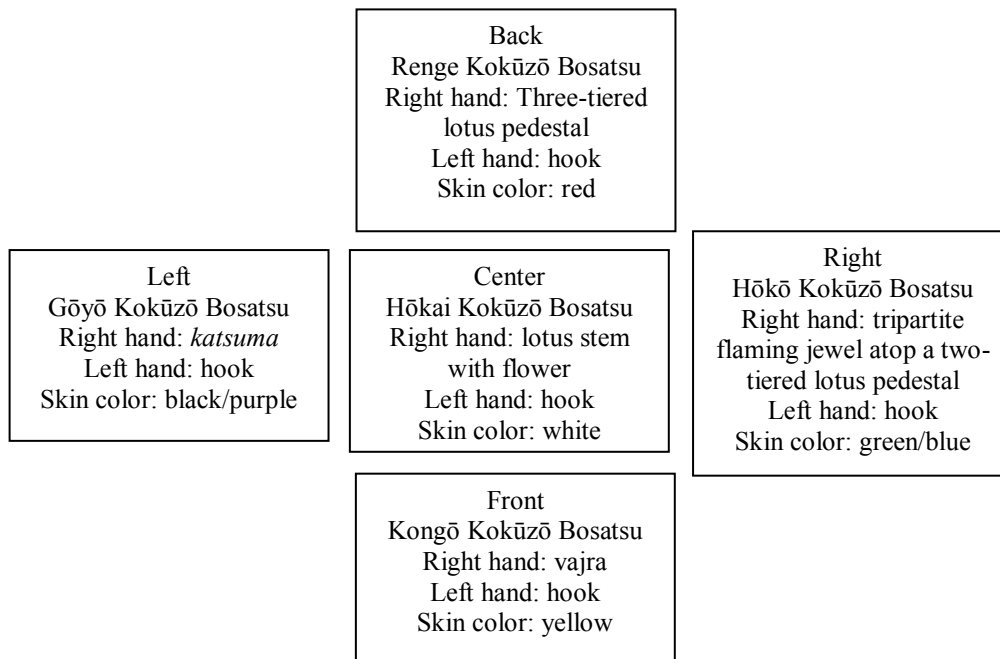 Back
Renge Kokūzō Bosatsu
Right hand: Three-tiered
lotus pedestal
Left hand: hook
Skin color: red
Left
Gōyō Kokūzō Bosatsu
Right hand: katsuma
Left hand: hook
Skin color: black/purple
Center
Hōkai Kokūzō Bosatsu
Right hand: lotus stem
with flower
Left hand: hook
Skin color: white
Right
Hōkō Kokūzō Bosatsu
Right hand: tripartite
flaming jewel atop a two-
tiered lotus pedestal
Left hand: hook
Skin color: green/blue
Front
Kongō Kokūzō Bosatsu
Right hand: vajra
Left hand: hook
Skin color: yellow